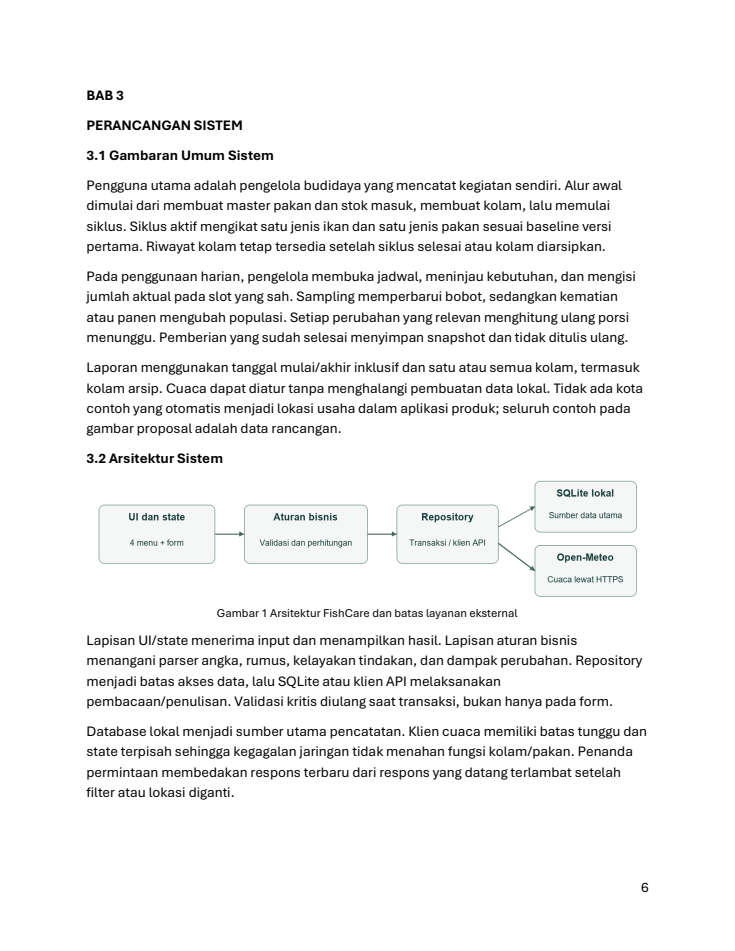 BAB 3
PERANCANGAN SISTEM
3.1 Gambaran Umum Sistem
Pengguna utama adalah pengelola budidaya yang mencatat kegiatan sendiri. Alur awal
dimulai dari membuat master pakan dan stok masuk, membuat kolam, lalu memulai
siklus. Siklus aktif mengikat satu jenis ikan dan satu jenis pakan sesuai baseline versi
pertama. Riwayat kolam tetap tersedia setelah siklus selesai atau kolam diarsipkan.
Pada penggunaan harian, pengelola membuka jadwal, meninjau kebutuhan, dan mengisi
jumlah aktual pada slot yang sah. Sampling memperbarui bobot, sedangkan kematian
atau panen mengubah populasi. Setiap perubahan yang relevan menghitung ulang porsi
menunggu. Pemberian yang sudah selesai menyimpan snapshot dan tidak ditulis ulang.
Laporan menggunakan tanggal mulai/akhir inklusif dan satu atau semua kolam, termasuk
kolam arsip. Cuaca dapat diatur tanpa menghalangi pembuatan data lokal. Tidak ada kota
contoh yang otomatis menjadi lokasi usaha dalam aplikasi produk; seluruh contoh pada
gambar proposal adalah data rancangan.
3.2 Arsitektur Sistem
UI dan state
4 menu + form
Aturan bisnis
Validasi dan perhitungan
Repository
Transaksi / klien API
SQLite lokal
Sumber data utama
Open-Meteo
Cuaca lewat HTTPS
Gambar 1 Arsitektur FishCare dan batas layanan eksternal
Lapisan UI/state menerima input dan menampilkan hasil. Lapisan aturan bisnis
menangani parser angka, rumus, kelayakan tindakan, dan dampak perubahan. Repository
menjadi batas akses data, lalu SQLite atau klien API melaksanakan
pembacaan/penulisan. Validasi kritis diulang saat transaksi, bukan hanya pada form.
Database lokal menjadi sumber utama pencatatan. Klien cuaca memiliki batas tunggu dan
state terpisah sehingga kegagalan jaringan tidak menahan fungsi kolam/pakan. Penanda
permintaan membedakan respons terbaru dari respons yang datang terlambat setelah
filter atau lokasi diganti.
6